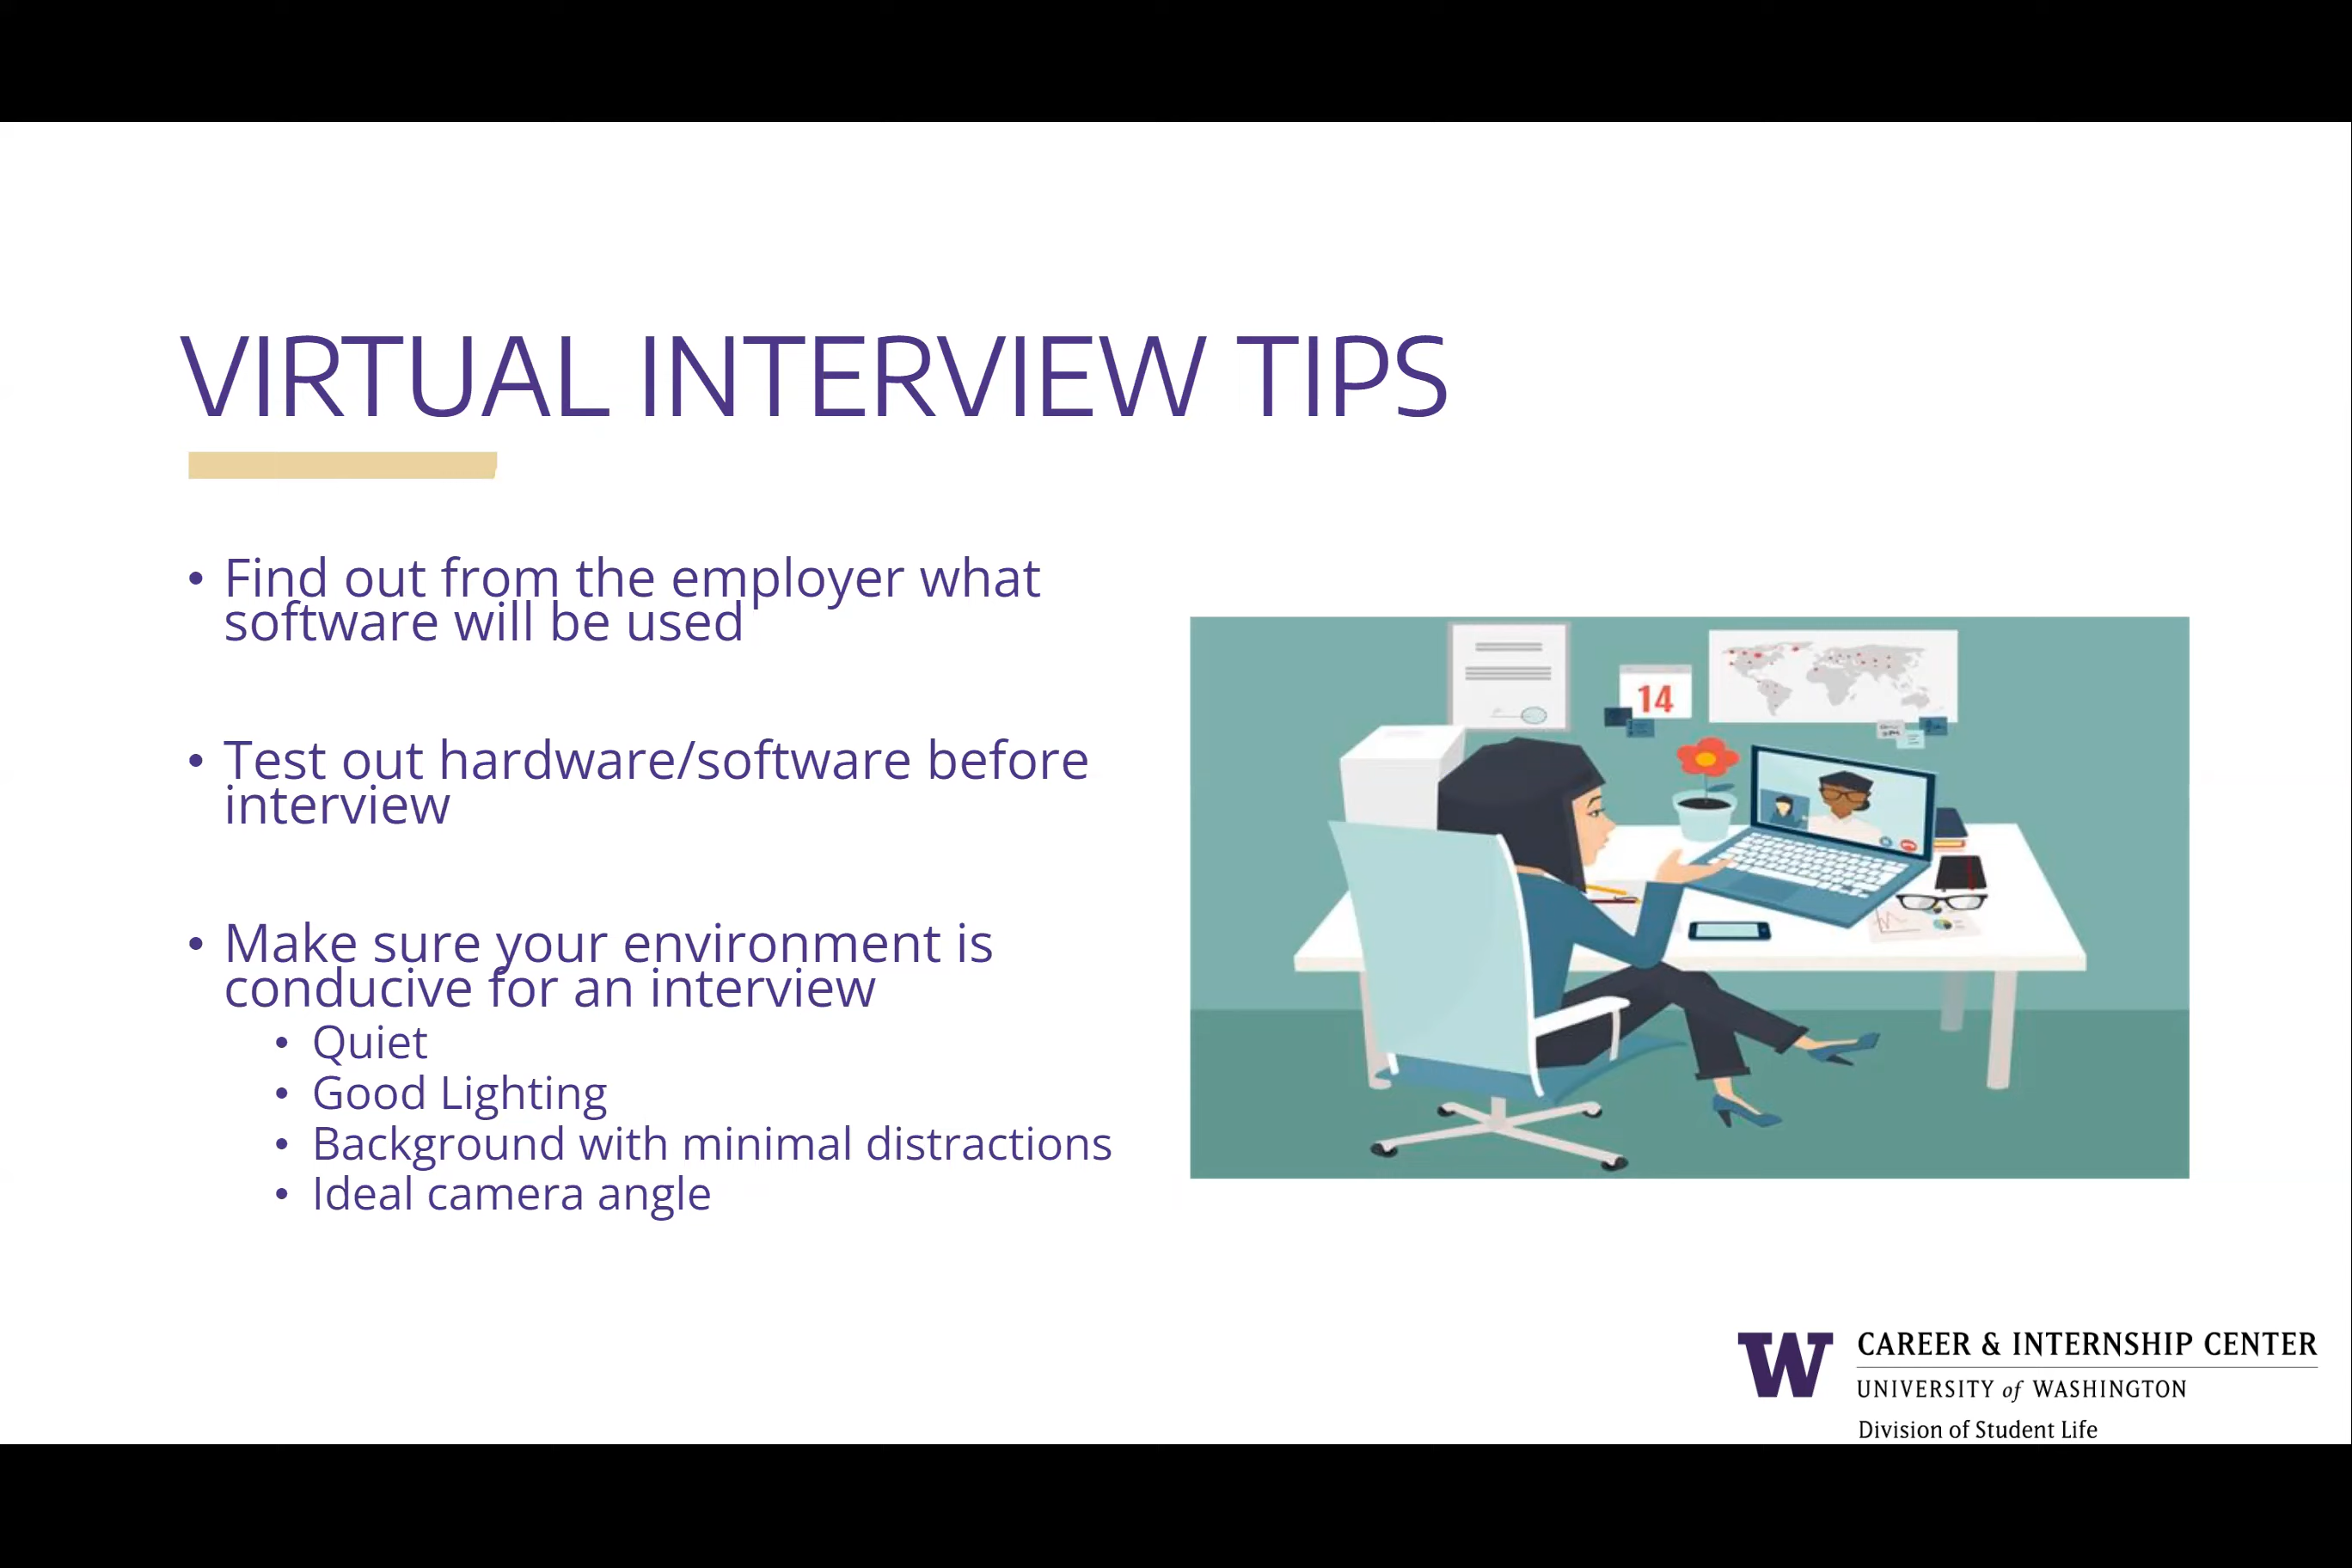 VIRTUAL INTERVIEW TIPS
• Find out from the employer what
software will be used
• Test out hardware/software before
interview
• Make sure your environment is
conducive for an interview
• Quiet
• Good Lighting
• Background with minimal distractions
• Ideal camera angle
14
W
CAREER & INTERNSHIP CENTER
UNIVERSITY of WASHINGTON
Division of Student Life